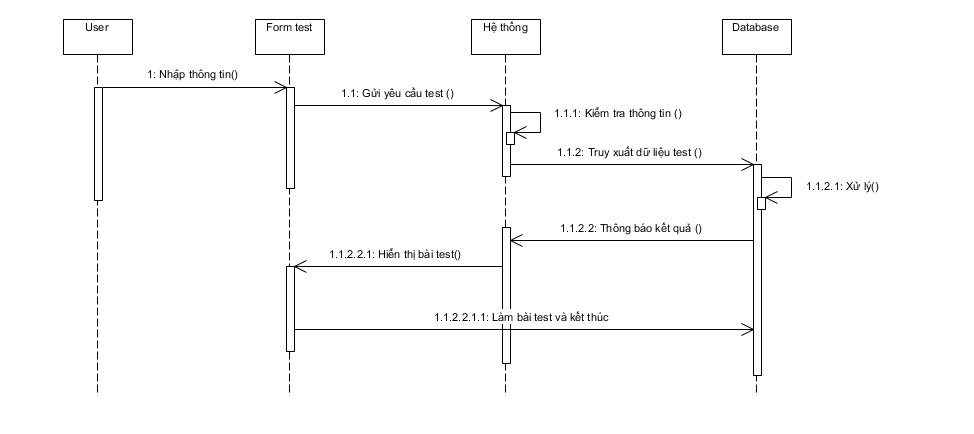 User
Form test
Hệ thống
Database
1: Nhập thông tin()
1.1: Gửi yêu cầu test ()
1.1.1: Kiểm tra thông tin ()
1.1.2: Truy xuất dữ liệu test ()
1.1.2.1: Xử lý()
1.1.2.2: Thông báo kết quả ()
1.1.2.2.1: Hiển thị bài test()
1.1.2.2.1.1: Làm bài test và kết thúc